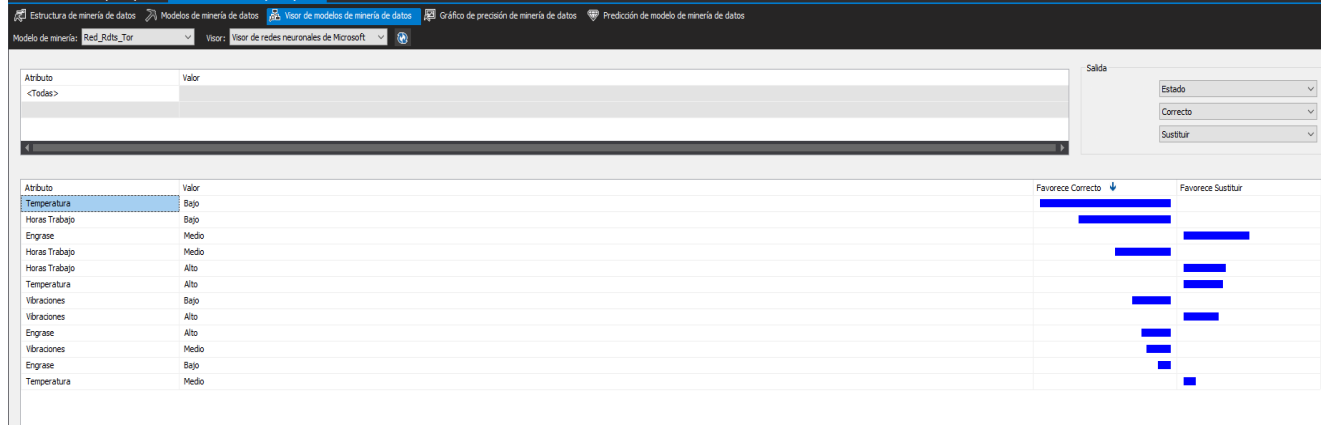 Estructura de minería de datos Modelos de minería de datos Visor de modelos de minería de datos Gráfico de precisión de minería de datos Predicción de modelo de minería de datos
Modelo de minería: Red_Rdts_Tor Visor: Visor de redes neuronales de Microsoft
Salida
Atributo Valor
<Todas>
Estado
Correcto
Sustituir
Atributo Valor Favorece Correcto Favorece Sustituir
Temperatura Bajo
Horas Trabajo Bajo
Engrase Medio
Horas Trabajo Medio
Horas Trabajo Alto
Temperatura Alto
Vibraciones Bajo
Vibraciones Alto
Engrase Alto
Vibraciones Medio
Engrase Bajo
Temperatura Medio